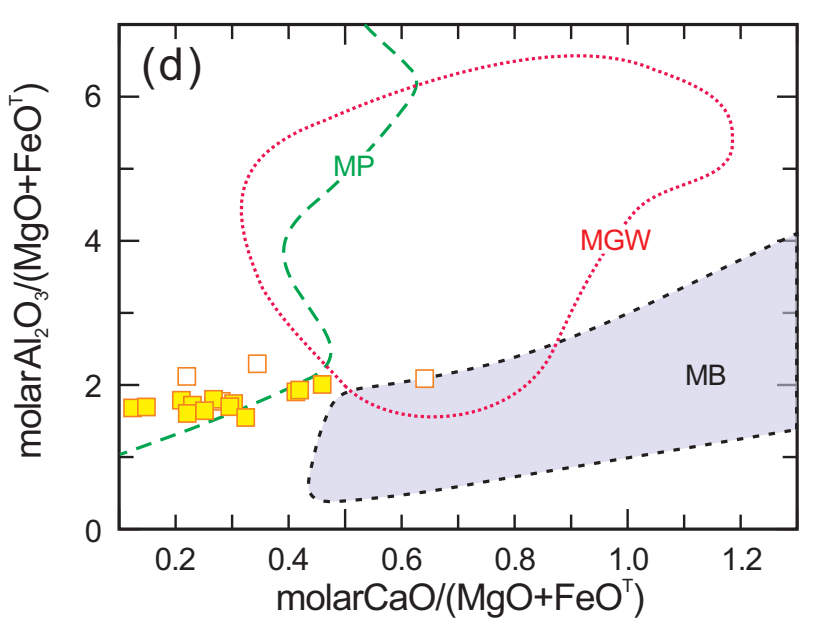 (d)
molarAl₂O₃/(MgO+FeOᵀ)
6
4
2
0
MP
MGW
MB
0.2 0.4 0.6 0.8 1.0 1.2
molarCaO/(MgO+FeOᵀ)